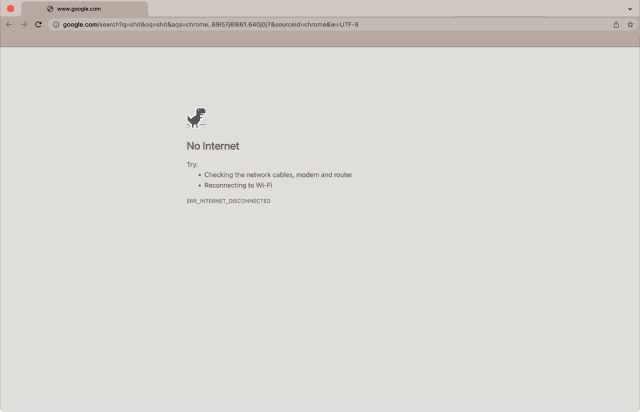 www.google.com
google.com/search?q=shit&oq=shit&aqs=chrome..69i57j69i61.640j0j7&sourceid=chrome&ie=UTF-8
No Internet
Try:
• Checking the network cables, modem and router
• Reconnecting to Wi-Fi
ERR_INTERNET_DISCONNECTED